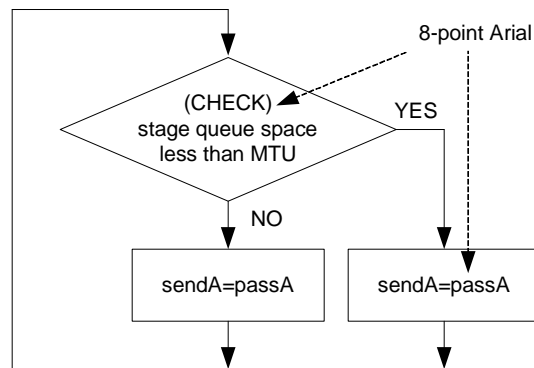 8-point Arial
(CHECK)
stage queue space
less than MTU
YES
NO
sendA=passA
sendA=passA